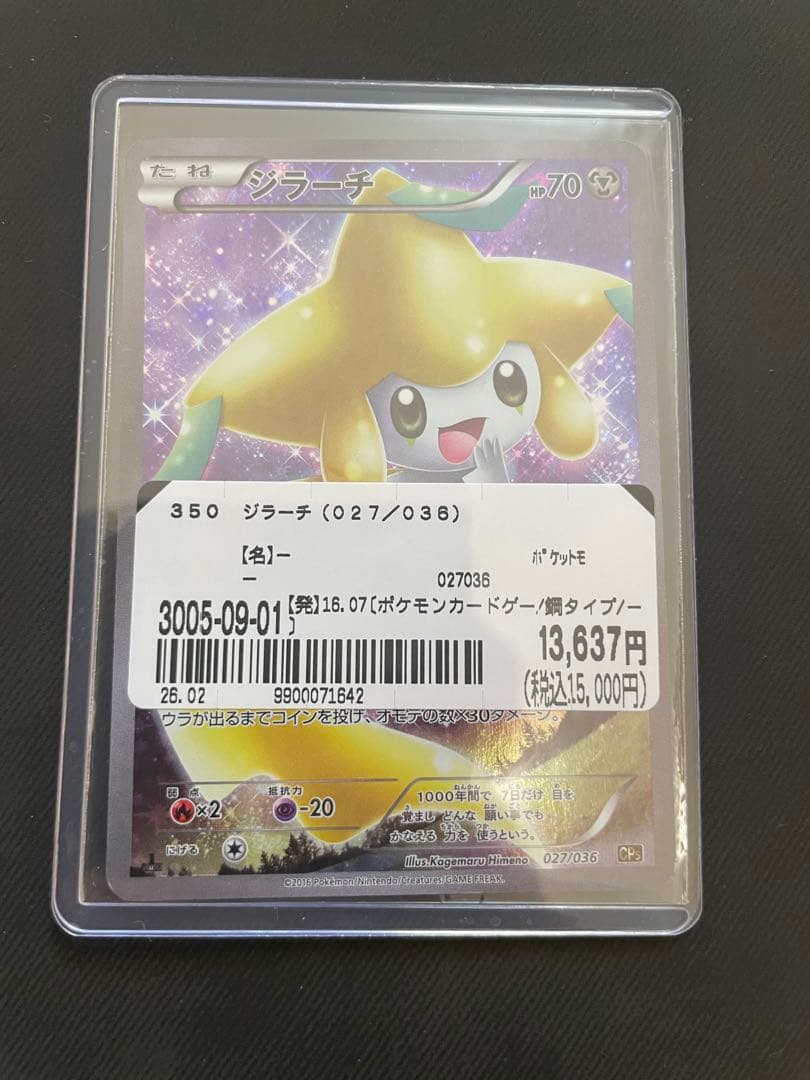 たね ジラーチ HP70
350 ジラーチ(027/036)
【名】ー ポケットモ
ー 027036
3005-09-01 【発】16.07〔ポケモンカードゲー/鋼タイプ/ー
〕
13,637円
(税込15,000円)
26.02 9900071642
ウラが出るまでコインを投げ、オモテの数×30ダメージ。
弱点 ×2 抵抗力 -20
にげる
1000年間で 7日だけ 目を
覚まし どんな 願い事でも
かなえる 力を 使うという。
Illus.Kagemaru Himeno 027/036 CP5
©2016 Pokémon/Nintendo/Creatures/GAME FREAK.